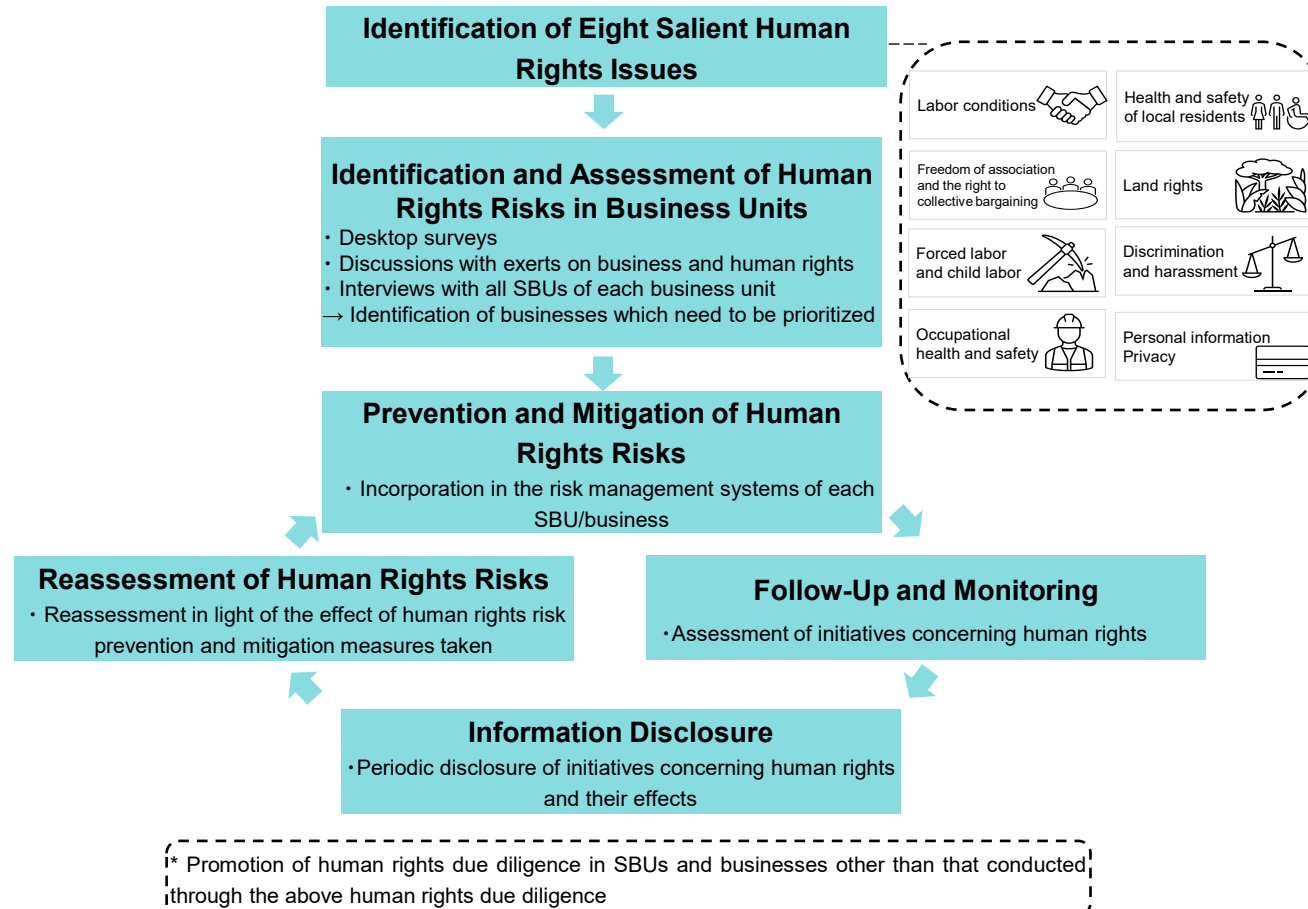 Identification of Eight Salient Human
Rights Issues
Labor conditions
Health and safety
of local residents
Freedom of association
and the right to
collective bargaining
Land rights
Forced labor
and child labor
Discrimination
and harassment
Occupational
health and safety
Personal information
Privacy
Identification and Assessment of Human
Rights Risks in Business Units
・Desktop surveys
・Discussions with exerts on business and human rights
・Interviews with all SBUs of each business unit
→ Identification of businesses which need to be prioritized
Prevention and Mitigation of Human
Rights Risks
・Incorporation in the risk management systems of each
SBU/business
Follow-Up and Monitoring
・Assessment of initiatives concerning human rights
Information Disclosure
・Periodic disclosure of initiatives concerning human rights
and their effects
Reassessment of Human Rights Risks
・Reassessment in light of the effect of human rights risk
prevention and mitigation measures taken
* Promotion of human rights due diligence in SBUs and businesses other than that conducted
through the above human rights due diligence